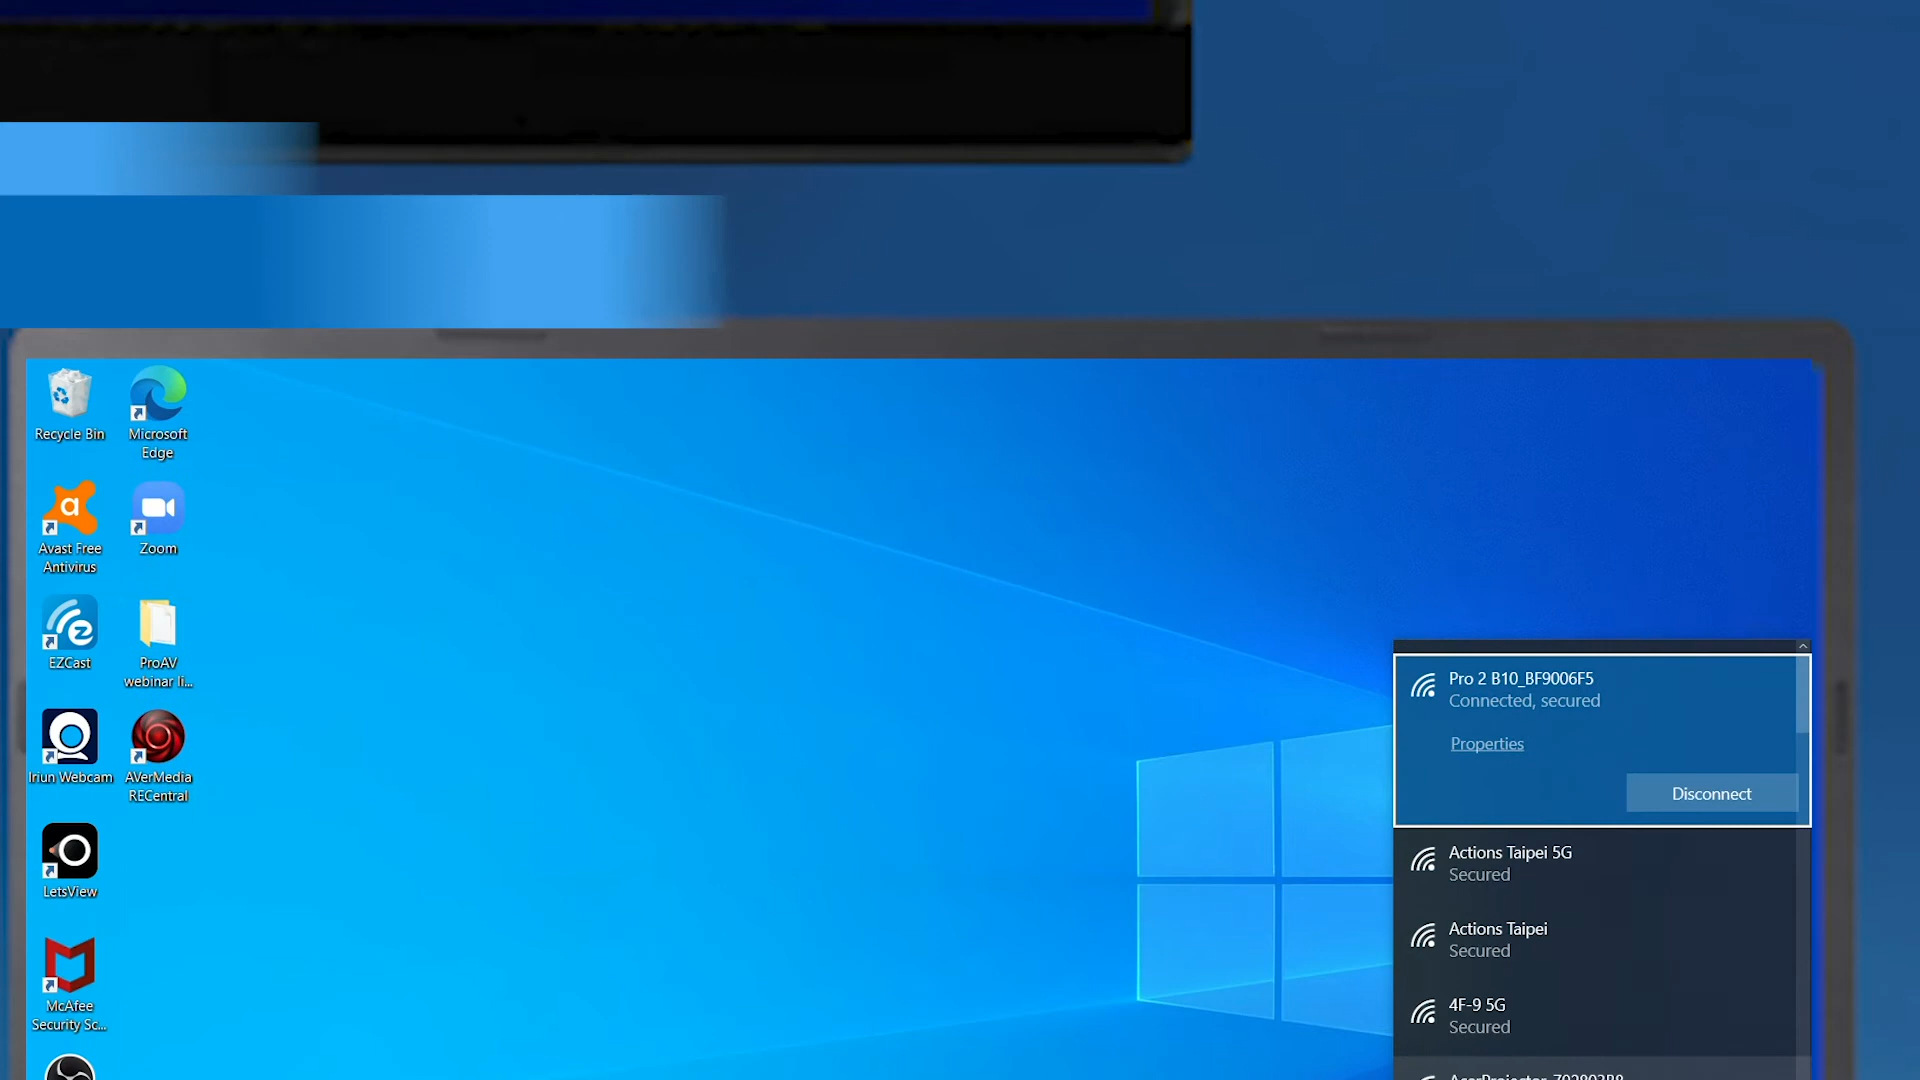 Recycle Bin
Microsoft
Edge
Avast Free
Antivirus
Zoom
EZCast
ProAV
webinar li...
Iriun Webcam
AVerMedia
RECentral
LetsView
McAfee
Security Sc...
Pro 2 B10_BF9006F5
Connected, secured
Properties
Disconnect
Actions Taipei 5G
Secured
Actions Taipei
Secured
4F-9 5G
Secured